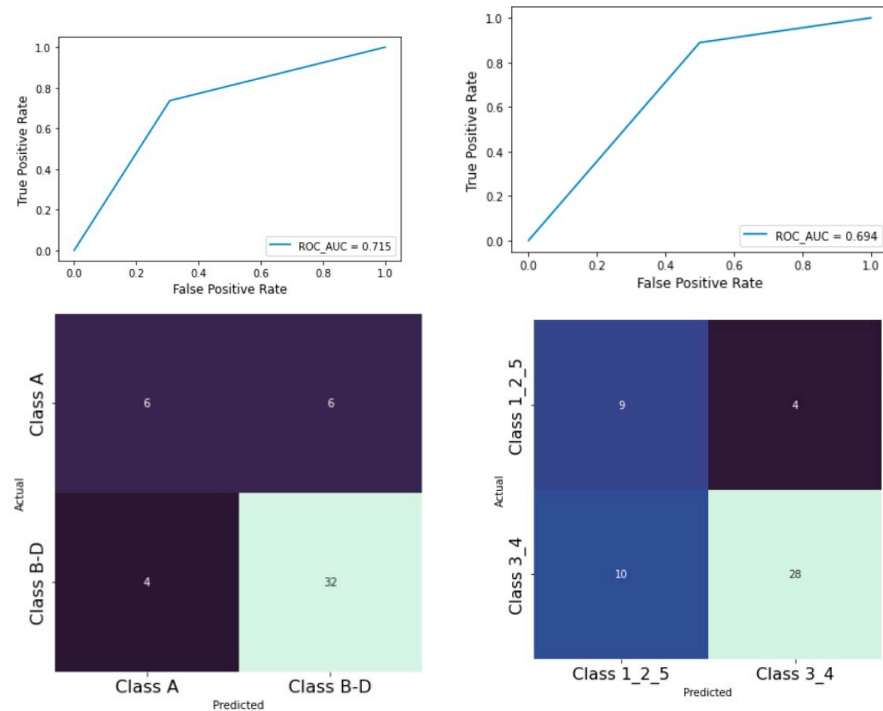 1.0
0.8
0.6
0.4
0.2
0.0
True Positive Rate
ROC_AUC = 0.715
0.0 0.2 0.4 0.6 0.8 1.0
False Positive Rate
1.0
0.8
0.6
0.4
0.2
0.0
True Positive Rate
ROC_AUC = 0.694
0.0 0.2 0.4 0.6 0.8 1.0
False Positive Rate
Actual
Class A
6 6
Class B-D
4 32
Class A Class B-D
Predicted
Actual
Class 1_2_5
9 4
Class 3_4
10 28
Class 1_2_5 Class 3_4
Predicted